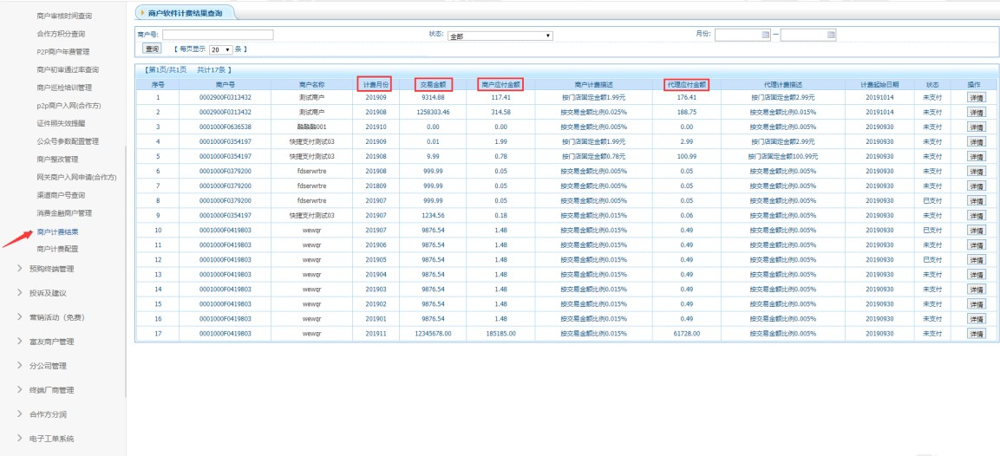 商户审核时间查询
合作方积分查询
P2P商户年费管理
商户初审通过率查询
商户巡检培训管理
p2p商户入网(合作方)
证件照失效提醒
公众号参数配置管理
商户整改管理
网关商户入网申请(合作方)
渠道商户号查询
消费金融商户管理
商户计费结果
商户计费配置
预购终端管理
投诉及建议
营销活动（免费）
富友商户管理
分公司管理
终端厂商管理
合作方分润
电子工单系统
商户软件计费结果查询
商户号: 状态: 全部 月份: —
查询 【 每页显示 20 条 】
【第1页/共1页 共计17条 】
序号 商户号 商户名称 计费月份 交易金额 商户应付金额 商户计费描述 代理应付金额 代理计费描述 计费起始日期 状态 操作
1 0002900F0313432 测试商户 201909 9314.88 117.41 按门店固定金额1.99元 176.41 按门店固定金额2.99元 20191014 未支付 详情
2 0002900F0313432 测试商户 201908 1258303.46 314.58 按交易金额比例0.025% 188.75 按交易金额比例0.015% 20191014 未支付 详情
3 0001000F0636538 酷酷酷001 201910 0.00 0.00 按交易金额比例0.025% 0.00 按交易金额比例0.005% 20190930 未支付 详情
4 0001000F0354197 快捷支付测试03 201909 0.01 1.99 按门店固定金额1.99元 2.99 按门店固定金额2.99元 20190930 未支付 详情
5 0001000F0354197 快捷支付测试03 201908 9.99 0.78 按门店固定金额0.78元 100.99 按门店固定金额100.99元 20190930 未支付 详情
6 0001000F0379200 fdserwrtre 201908 999.99 0.05 按交易金额比例0.005% 0.05 按交易金额比例0.005% 20190930 未支付 详情
7 0001000F0379200 fdserwrtre 201809 999.99 0.05 按交易金额比例0.005% 0.05 按交易金额比例0.005% 20190930 未支付 详情
8 0001000F0379200 fdserwrtre 201907 999.99 0.05 按交易金额比例0.005% 0.05 按交易金额比例0.005% 20190930 已支付 详情
9 0001000F0354197 快捷支付测试03 201907 1234.56 0.18 按交易金额比例0.015% 0.06 按交易金额比例0.005% 20190930 未支付 详情
10 0001000F0419803 wewqr 201907 9876.54 1.48 按交易金额比例0.015% 0.49 按交易金额比例0.005% 20190930 已支付 详情
11 0001000F0419803 wewqr 201906 9876.54 1.48 按交易金额比例0.015% 0.49 按交易金额比例0.005% 20190930 未支付 详情
12 0001000F0419803 wewqr 201905 9876.54 1.48 按交易金额比例0.015% 0.49 按交易金额比例0.005% 20190930 已支付 详情
13 0001000F0419803 wewqr 201904 9876.54 1.48 按交易金额比例0.015% 0.49 按交易金额比例0.005% 20190930 未支付 详情
14 0001000F0419803 wewqr 201903 9876.54 1.48 按交易金额比例0.015% 0.49 按交易金额比例0.005% 20190930 未支付 详情
15 0001000F0419803 wewqr 201902 9876.54 1.48 按交易金额比例0.015% 0.49 按交易金额比例0.005% 20190930 未支付 详情
16 0001000F0419803 wewqr 201901 9876.54 1.48 按交易金额比例0.015% 0.49 按交易金额比例0.005% 20190930 未支付 详情
17 0001000F0419803 wewqr 201911 12345678.00 185185.00 按交易金额比例0.015% 61728.00 按交易金额比例0.005% 20190930 未支付 详情